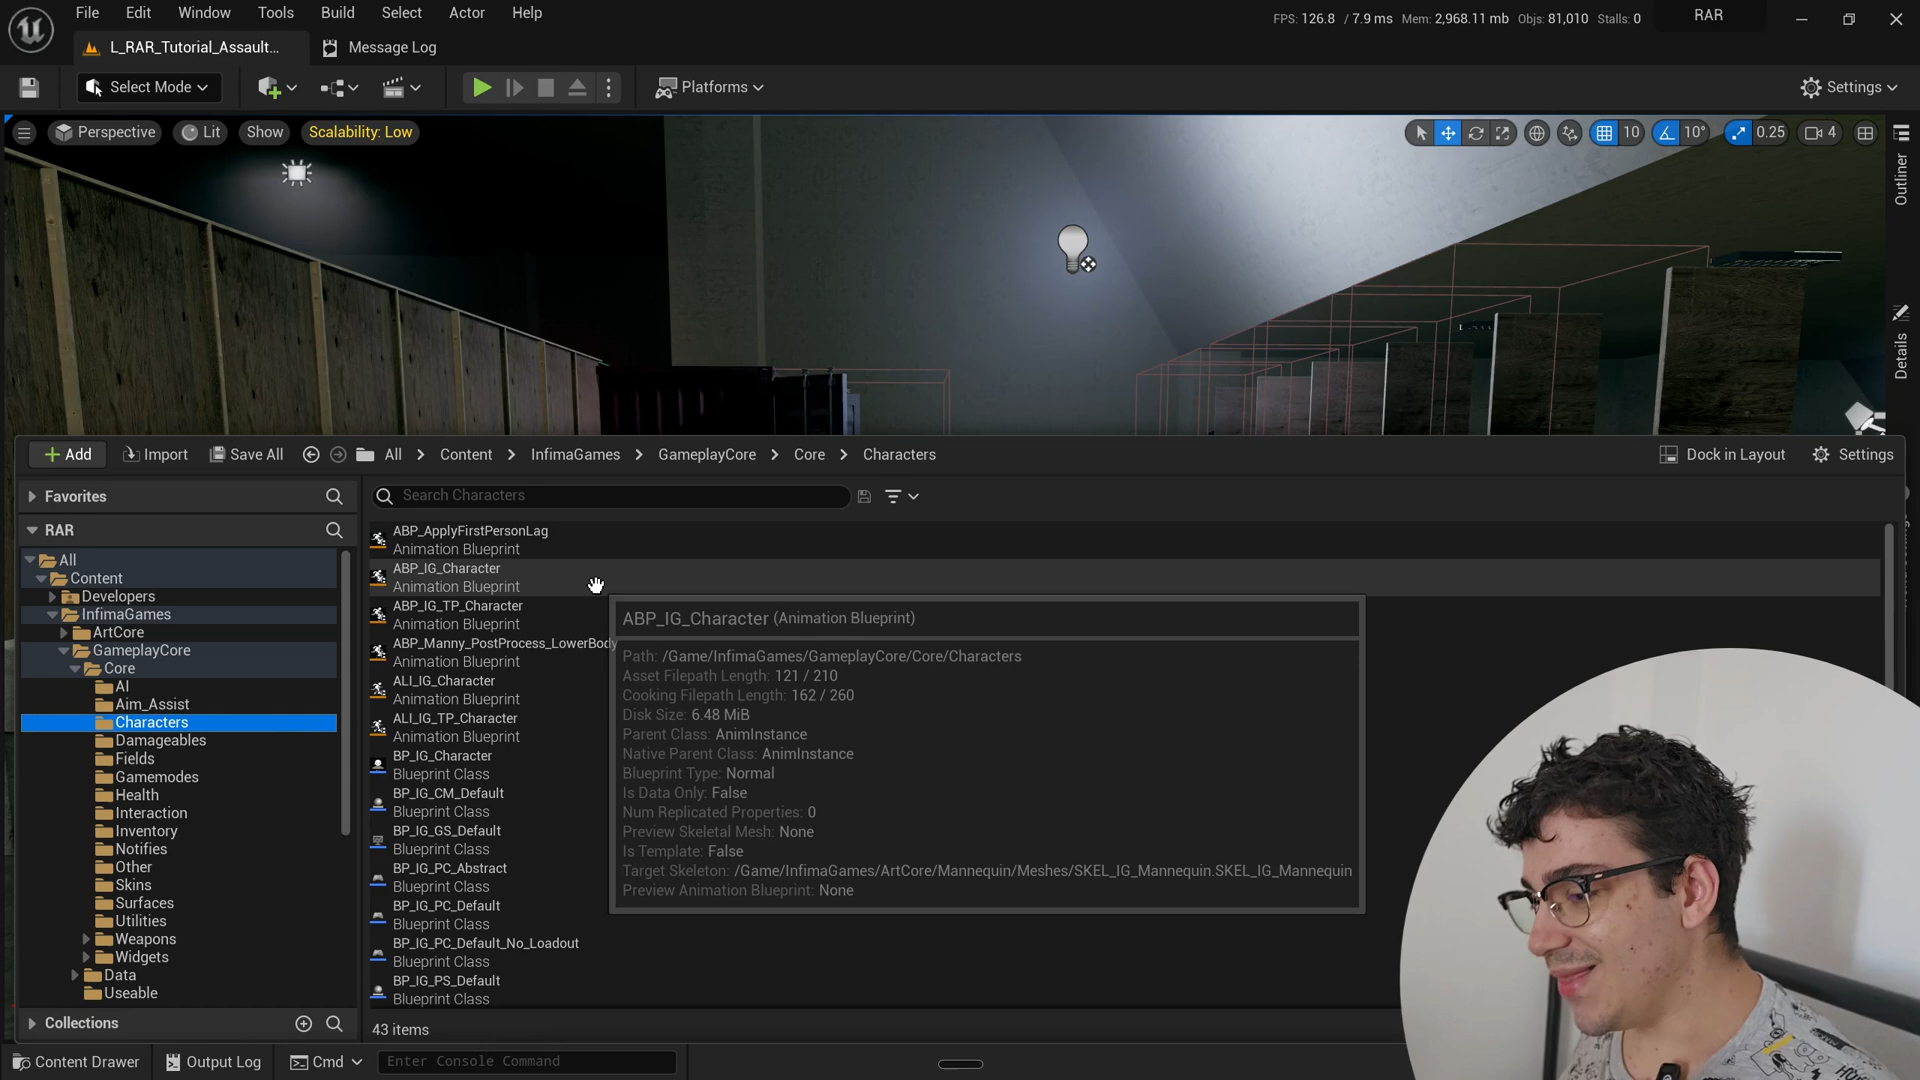 File Edit Window Tools Build Select Actor Help
FPS: 126.8 / 7.9 ms Mem: 2,968.11 mb Objs: 81,010 Stalls: 0
RAR
L_RAR_Tutorial_Assault...
Message Log
Select Mode
Platforms
Settings
Perspective
Lit
Show
Scalability: Low
10
10°
0.25
4
Outliner
Details
Add
Import
Save All
All
Content
InfimaGames
GameplayCore
Core
Characters
Dock in Layout
Settings
Favorites
Search Characters
RAR
All
Content
Developers
InfimaGames
ArtCore
GameplayCore
Core
AI
Aim_Assist
Characters
Damageables
Fields
Gamemodes
Health
Interaction
Inventory
Notifies
Other
Skins
Surfaces
Utilities
Weapons
Widgets
Data
Useable
Collections
ABP_ApplyFirstPersonLag
Animation Blueprint
ABP_IG_Character
Animation Blueprint
ABP_IG_TP_Character
Animation Blueprint
ABP_Manny_PostProcess_LowerBody
Animation Blueprint
ALI_IG_Character
Animation Blueprint
ALI_IG_TP_Character
Animation Blueprint
BP_IG_Character
Blueprint Class
BP_IG_CM_Default
Blueprint Class
BP_IG_GS_Default
Blueprint Class
BP_IG_PC_Abstract
Blueprint Class
BP_IG_PC_Default
Blueprint Class
BP_IG_PC_Default_No_Loadout
Blueprint Class
BP_IG_PS_Default
Blueprint Class
43 items
ABP_IG_Character (Animation Blueprint)
Path: /Game/InfimaGames/GameplayCore/Core/Characters
Asset Filepath Length: 121 / 210
Cooking Filepath Length: 162 / 260
Disk Size: 6.48 MiB
Parent Class: AnimInstance
Native Parent Class: AnimInstance
Blueprint Type: Normal
Is Data Only: False
Num Replicated Properties: 0
Preview Skeletal Mesh: None
Is Template: False
Target Skeleton: /Game/InfimaGames/ArtCore/Mannequin/Meshes/SKEL_IG_Mannequin.SKEL_IG_Mannequin
Preview Animation Blueprint: None
Content Drawer
Output Log
Cmd
Enter Console Command